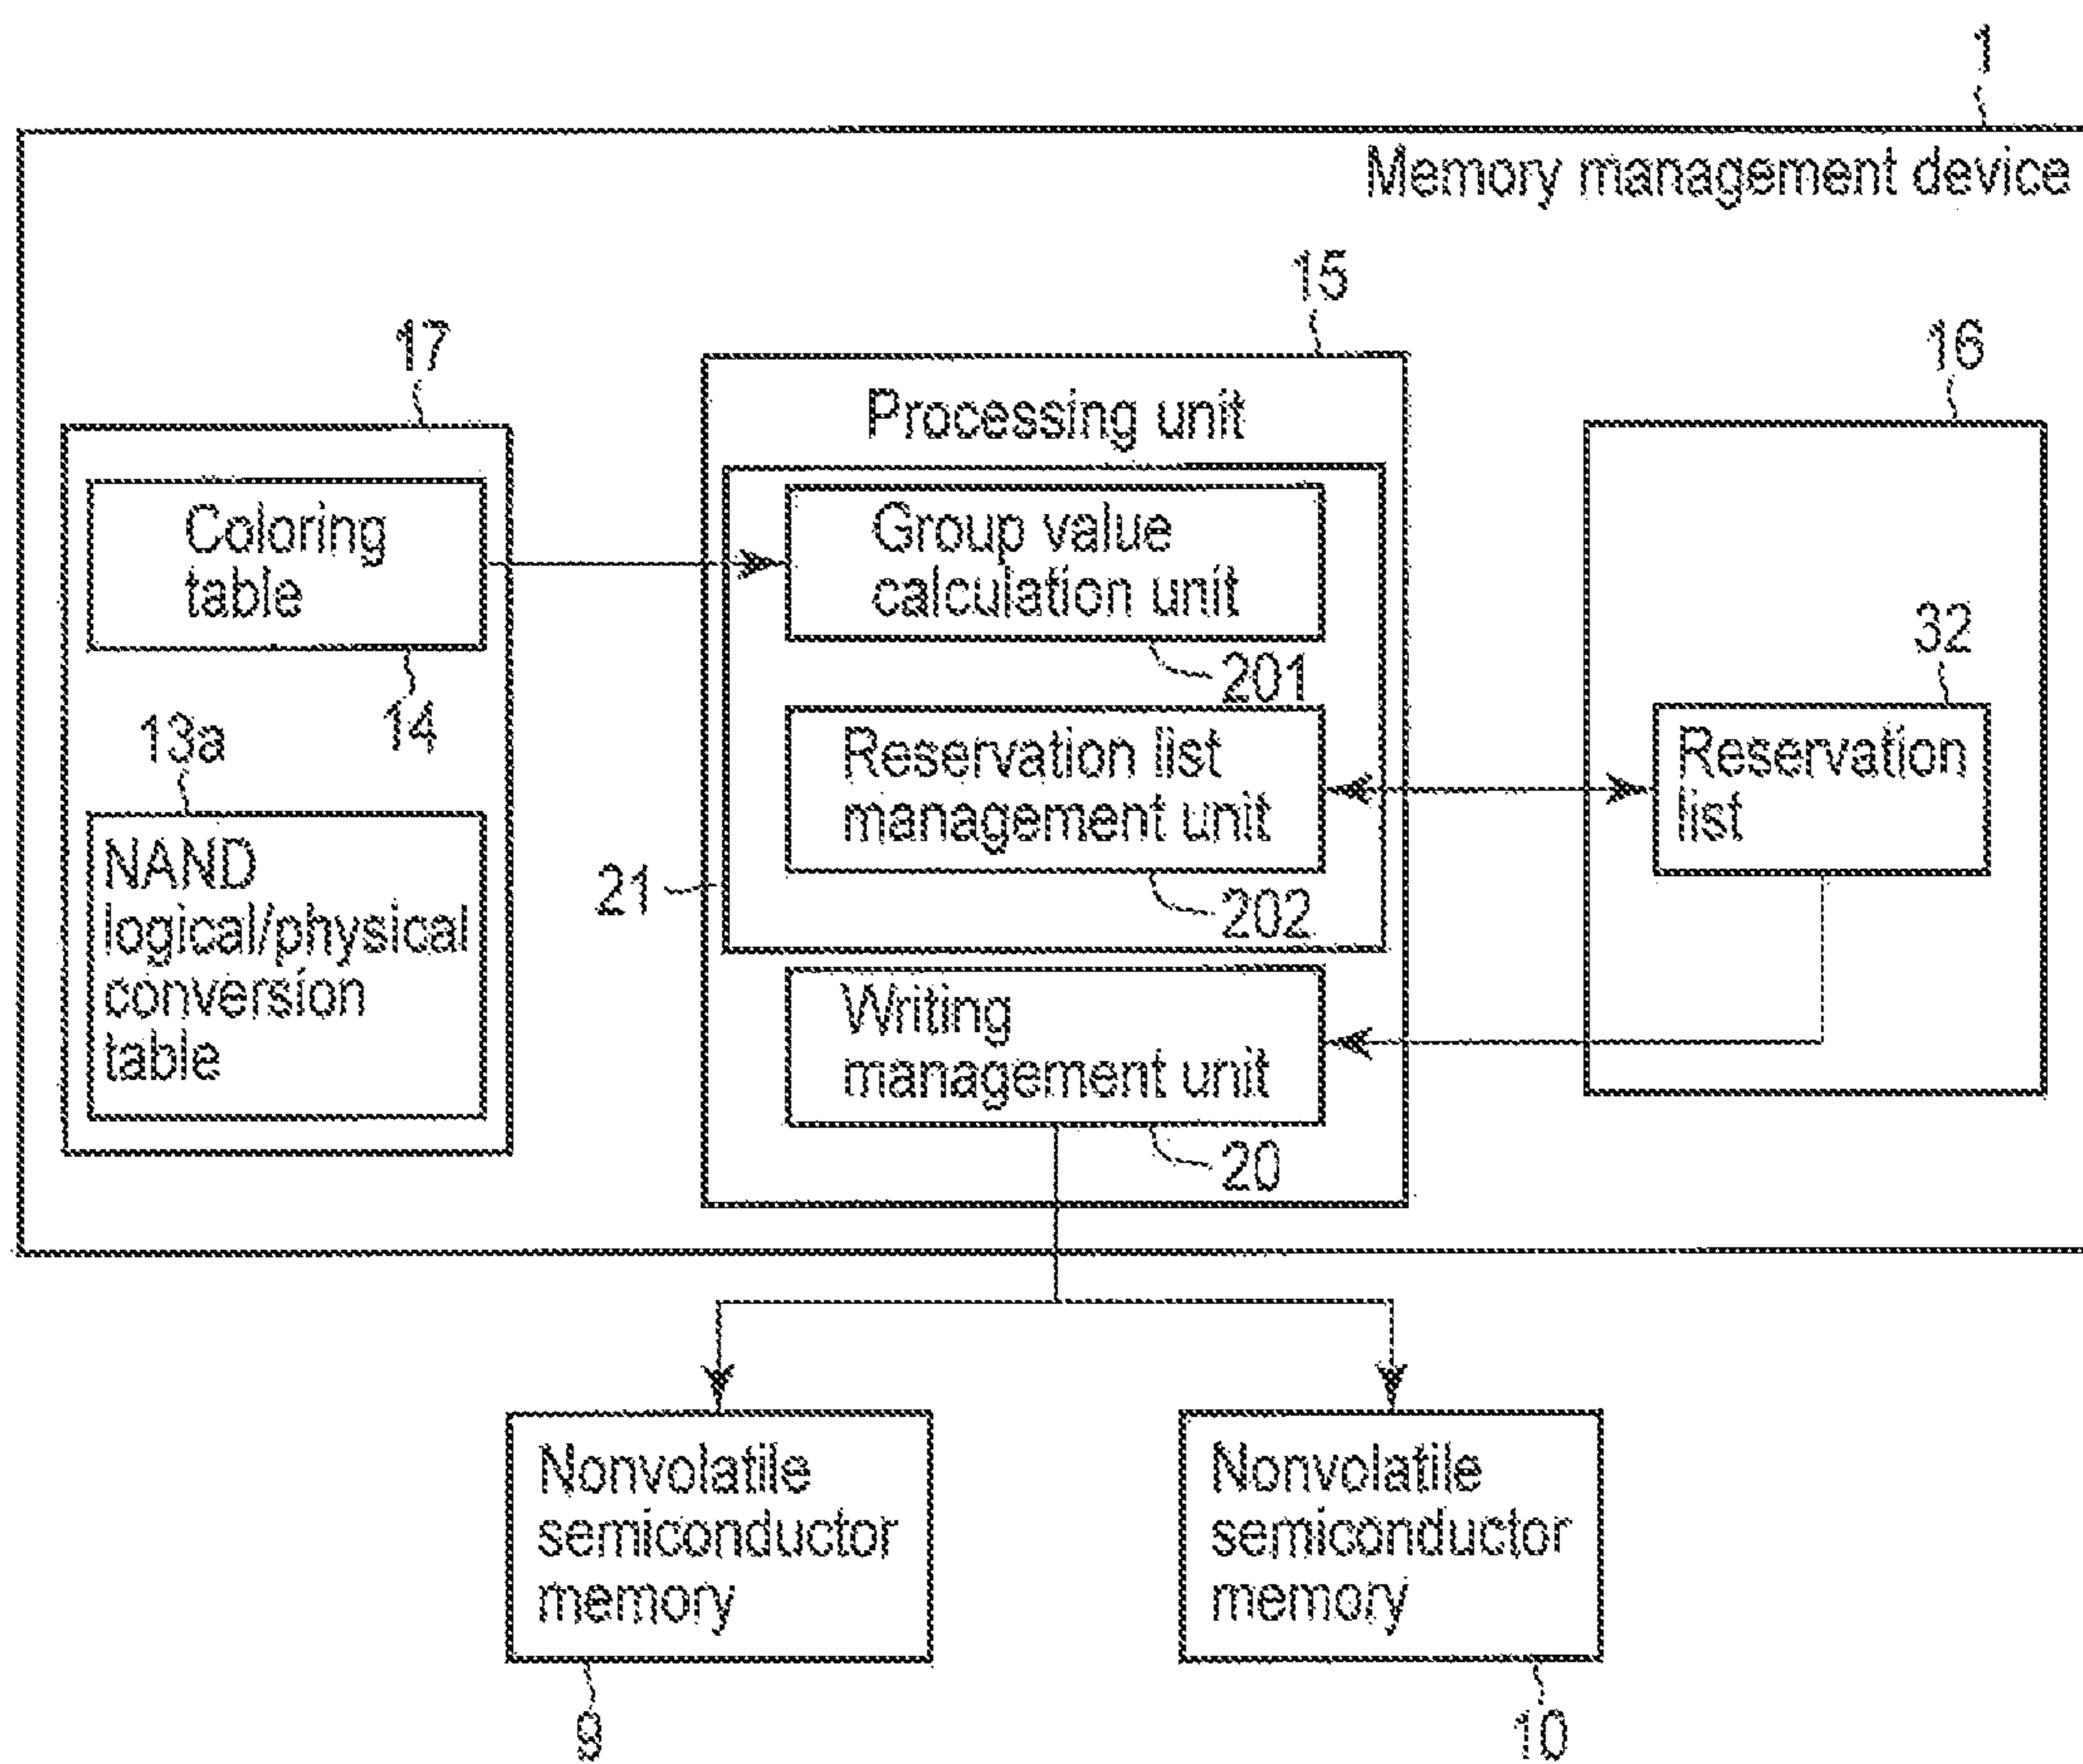 1
Memory management device
15
17
16
Processing unit
Coloring
table
Group value
calculation unit
32
201
14
13a
Reservation list
management unit
Reservation
list
NAND
logical/physical
conversion
table
21
202
Writing
management unit
20
Nonvolatile
semiconductor
memory
Nonvolatile
semiconductor
memory
10